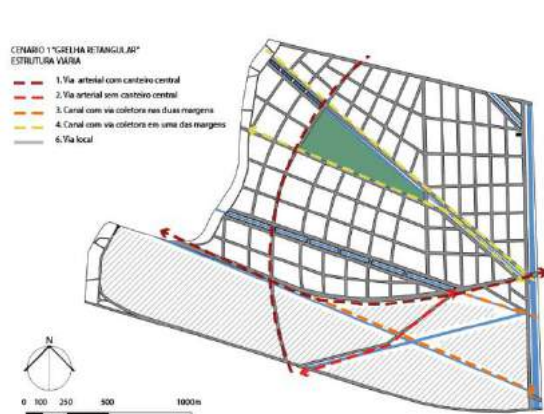 CENÁRIO 1 "GRELHA RETANGULAR"
ESTRUTURA VIÁRIA
1. Via arterial com canteiro central
2. Via arterial sem canteiro central
3. Canal com via coletora nas duas margens
4. Canal com via coletora em uma das margens
6. Via local
N
0 100 250 500 1000m